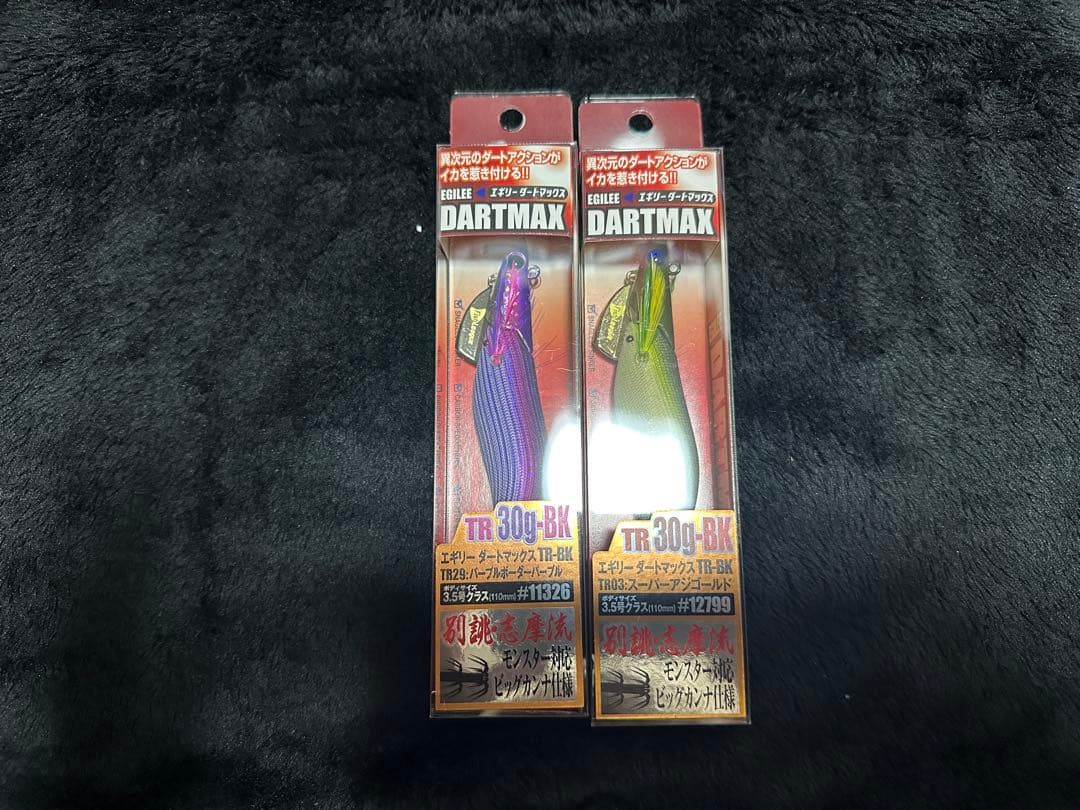 異次元のダートアクションが
イカを惹き付ける!!
EGILEE エギリー ダートマックス
DARTMAX
TR 30g-BK
エギリー ダートマックス TR-BK
TR29:パープルボーダーパープル
ボディサイズ
3.5号クラス(110mm) #11326
別誂・志摩流
モンスター対応
ビッグカンナ仕様
異次元のダートアクションが
イカを惹き付ける!!
EGILEE エギリー ダートマックス
DARTMAX
TR 30g-BK
エギリー ダートマックス TR-BK
TR03:スーパーアジゴールド
ボディサイズ
3.5号クラス(110mm) #12799
別誂・志摩流
モンスター対応
ビッグカンナ仕様